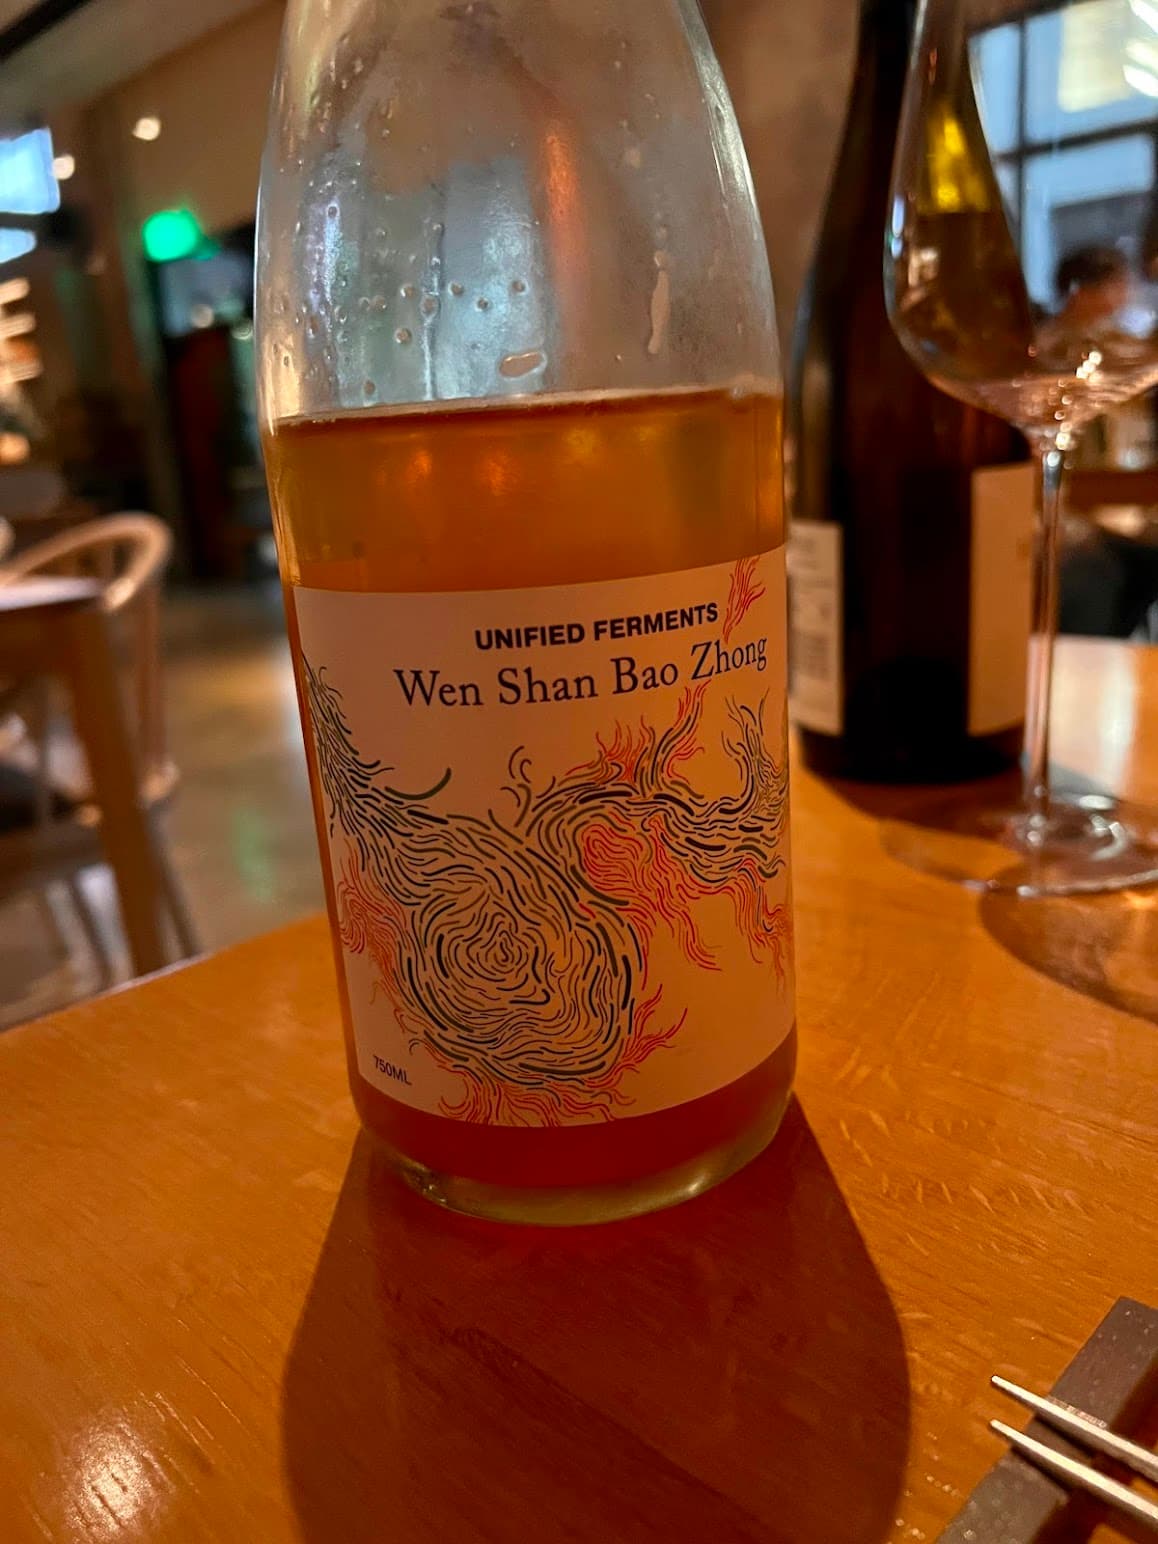 UNIFIED FERMENTS
Wen Shan Bao Zhong
750ML